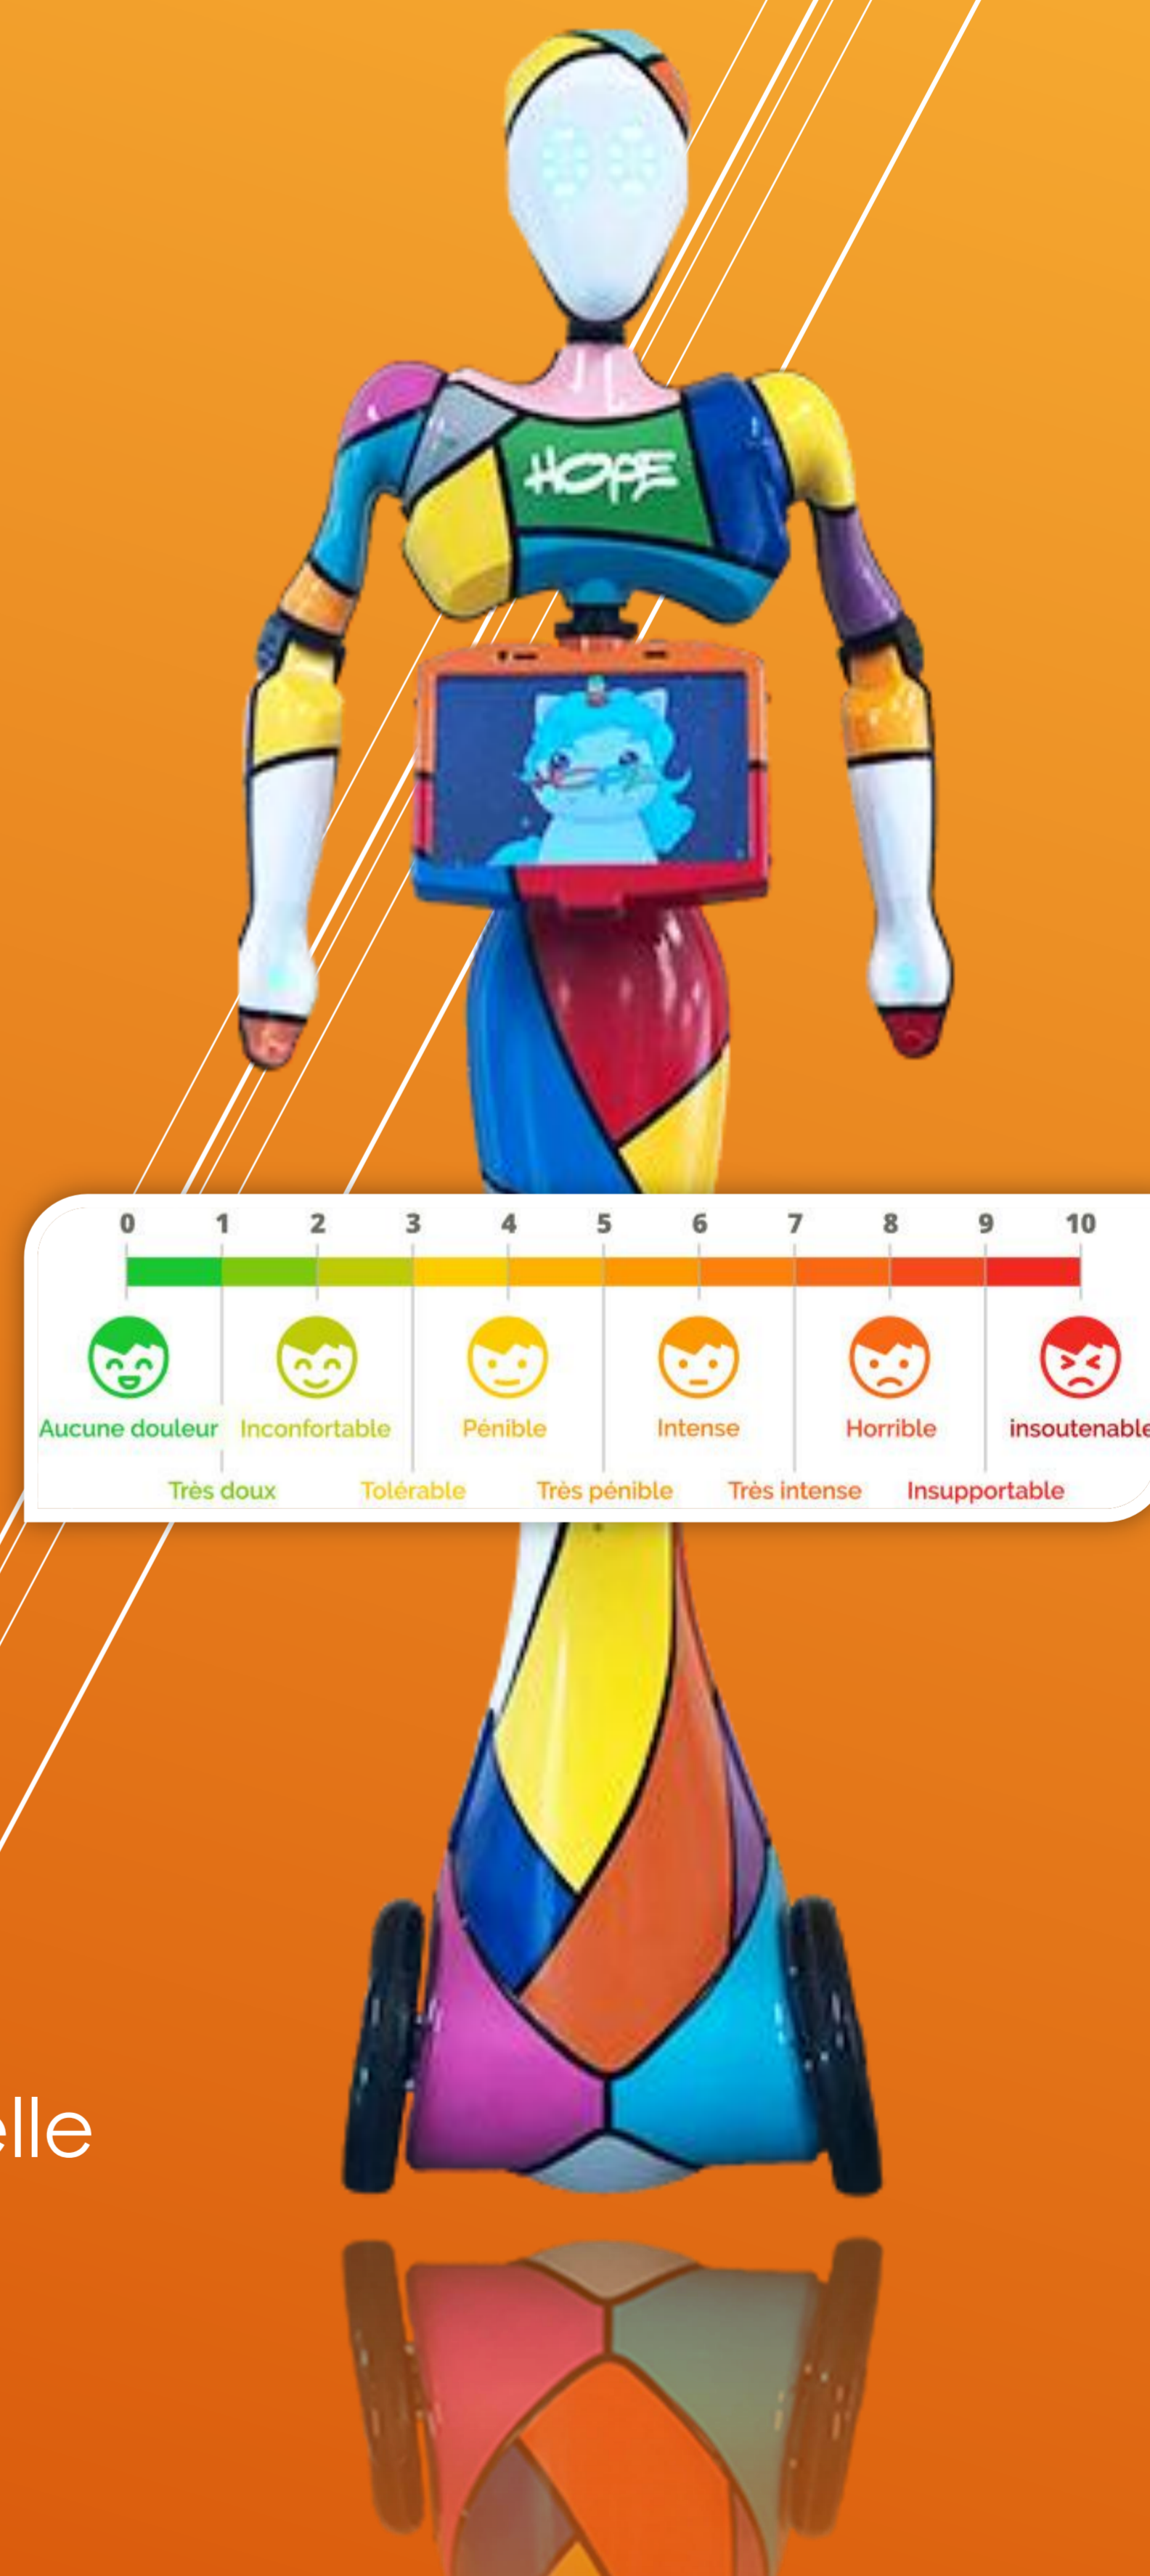 HOPE
0 1 2 3 4 5 6 7 8 9 10
Aucune douleur Inconfortable Pénible Intense Horrible insoutenable
Très doux Tolérable Très pénible Très intense Insupportable
elle